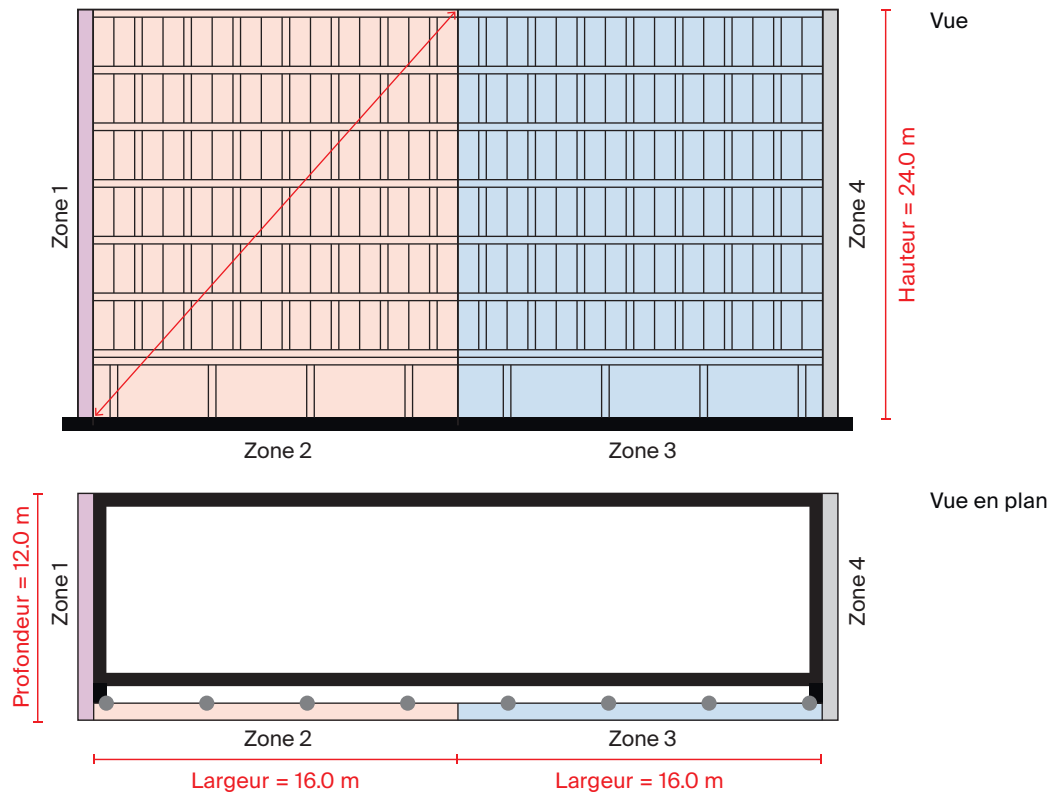 Vue
Zone 1
Zone 4
Hauteur = 24.0 m
Zone 2
Zone 3
Vue en plan
Profondeur = 12.0 m
Zone 1
Zone 4
Zone 2
Zone 3
Largeur = 16.0 m
Largeur = 16.0 m